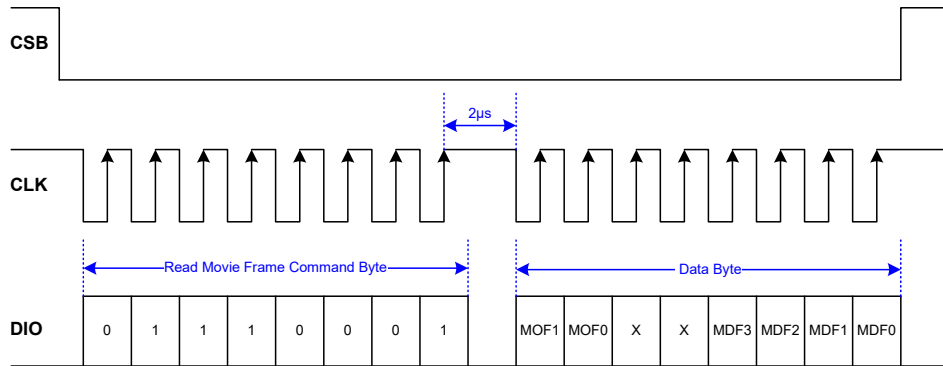 CSB
2µs
CLK
Read Movie Frame Command Byte
Data Byte
DIO
0 1 1 1 0 0 0 1 MOF1 MOF0 X X MDF3 MDF2 MDF1 MDF0